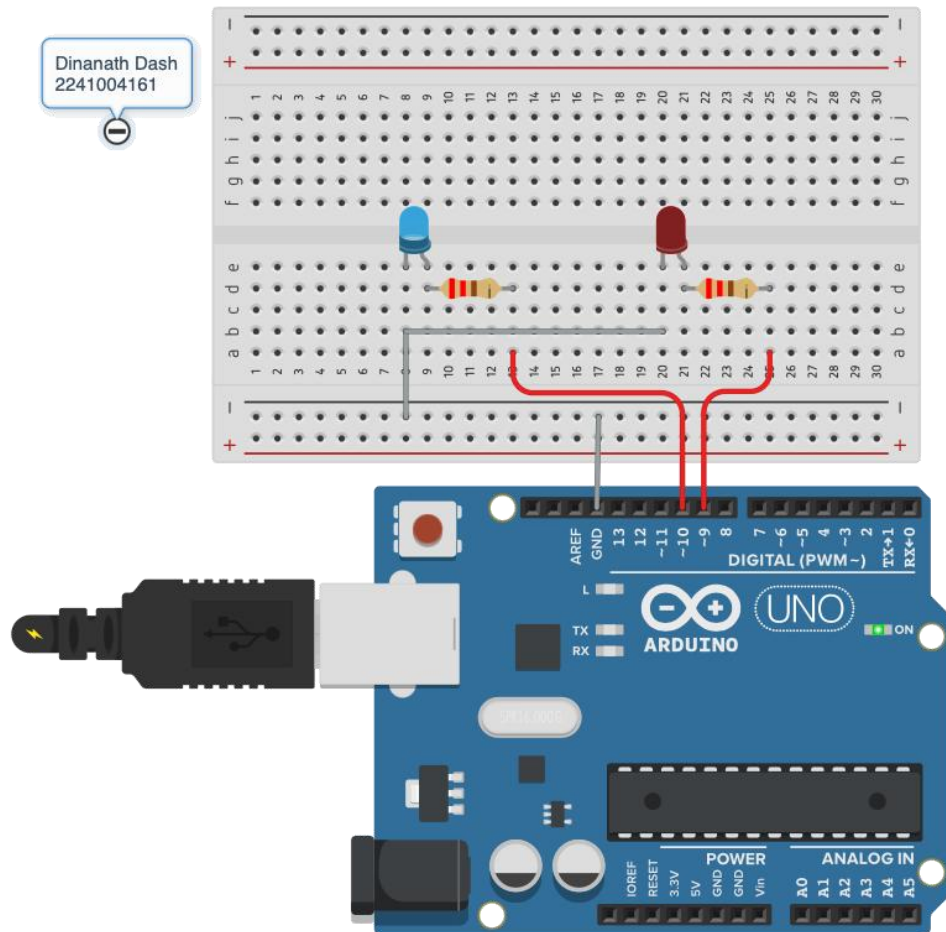 Dinanath Dash
2241004161
1 2 3 4 5 6 7 8 9 10 11 12 13 14 15 16 17 18 19 20 21 22 23 24 25 26 27 28 29 30
j j
i i
h h
g g
f f
e e
d d
c c
b b
a a
1 2 3 4 5 6 7 8 9 10 11 12 13 14 15 16 17 18 19 20 21 22 23 24 25 26 27 28 29 30
AREF GND 13 12 ~11 ~10 ~9 8 7 ~6 ~5 4 ~3 2 TX→1 RX←0
DIGITAL (PWM~)
L
TX
RX
ARDUINO
UNO
ON
POWER
ANALOG IN
IOREF RESET 3.3V 5V GND GND Vin A0 A1 A2 A3 A4 A5